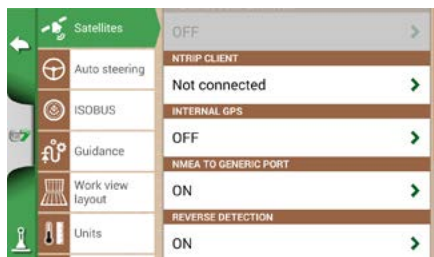 Satellites
Auto steering
ISOBUS
Guidance
Work view
layout
Units
OFF
NTRIP CLIENT
Not connected
INTERNAL GPS
OFF
NMEA TO GENERIC PORT
ON
REVERSE DETECTION
ON